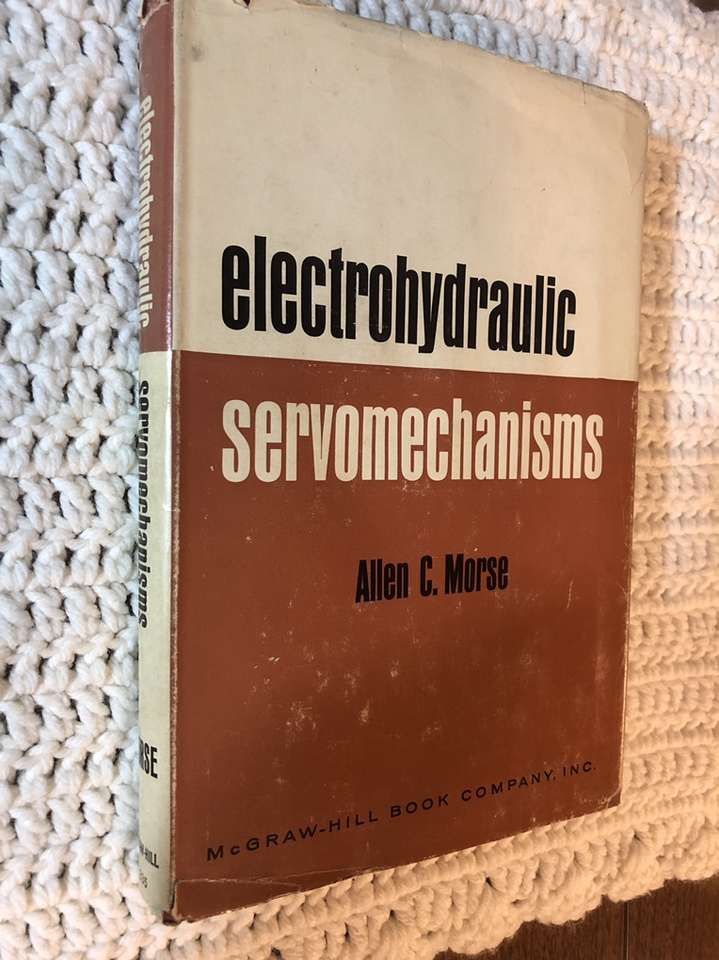 electrohydraulic
servomechanisms
Allen C. Morse
McGRAW-HILL BOOK COMPANY, INC.
electrohydraulic
servomechanisms